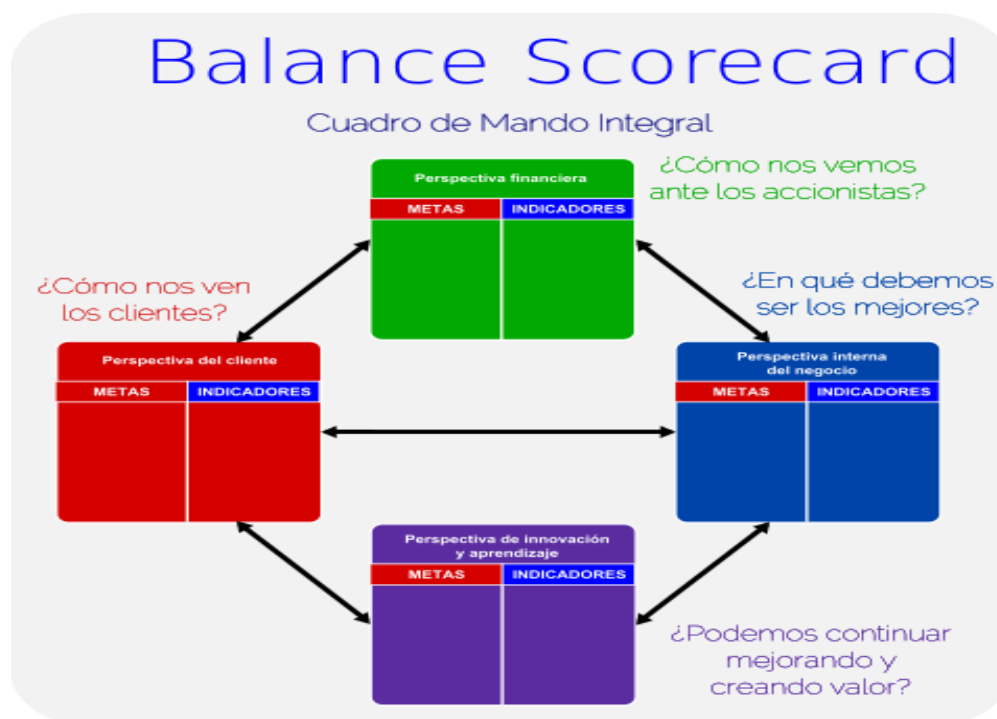 Balance Scorecard
Cuadro de Mando Integral
Perspectiva financiera
METAS INDICADORES
¿Cómo nos vemos
ante los accionistas?
¿Cómo nos ven
los clientes?
¿En qué debemos
ser los mejores?
Perspectiva del cliente
METAS INDICADORES
Perspectiva interna
del negocio
METAS INDICADORES
Perspectiva de innovación
y aprendizaje
METAS INDICADORES
¿Podemos continuar
mejorando y
creando valor?